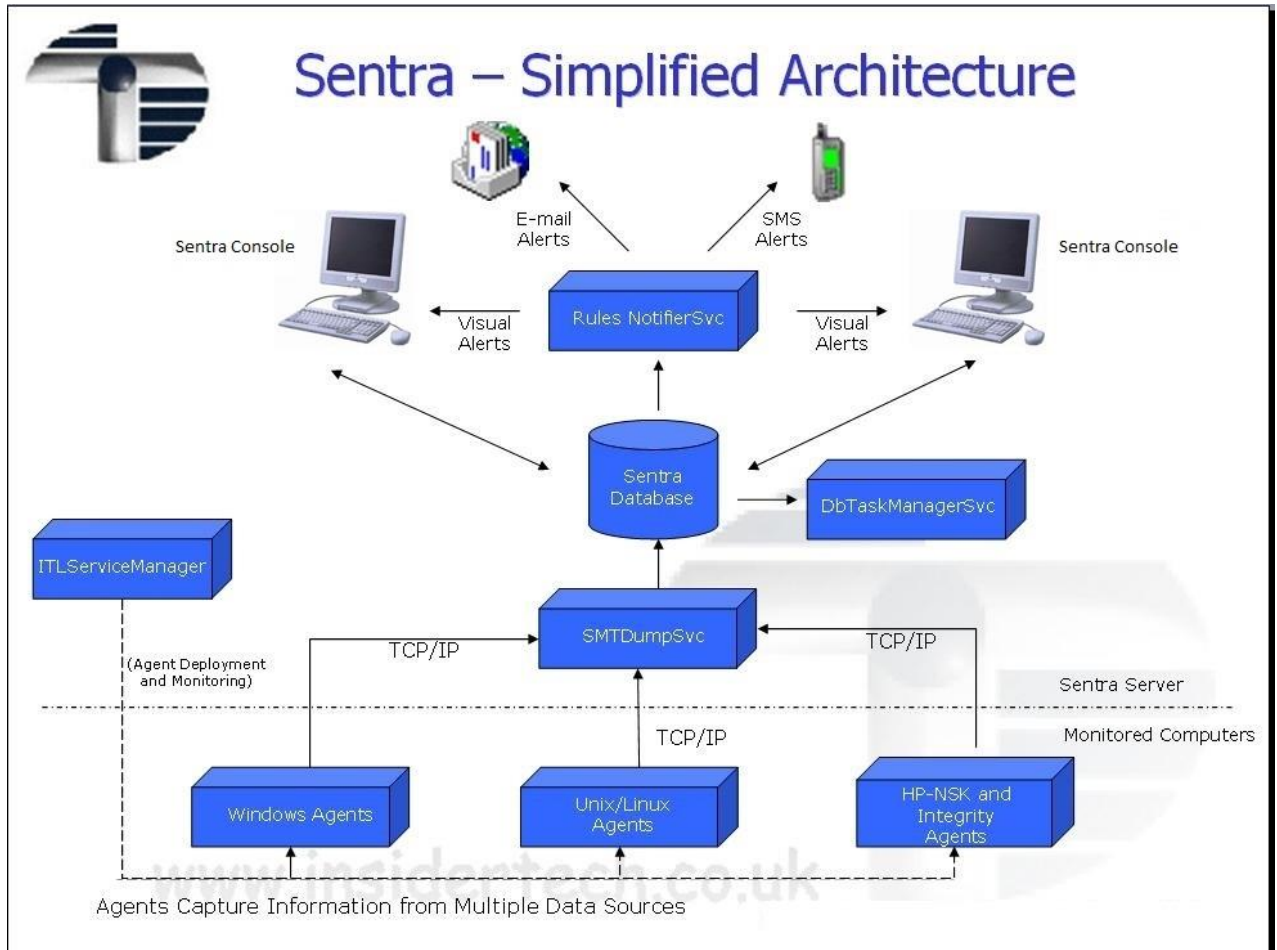 Sentra – Simplified Architecture
E-mail
Alerts
SMS
Alerts
Sentra Console
Sentra Console
Rules NotifierSvc
Visual
Alerts
Visual
Alerts
Sentra
Database
DbTaskManagerSvc
ITLServiceManager
SMTDumpSvc
TCP/IP
TCP/IP
(Agent Deployment
and Monitoring)
Sentra Server
TCP/IP
Monitored Computers
Windows Agents
Unix/Linux
Agents
HP-NSK and
Integrity
Agents
www.insidertech.co.uk
Agents Capture Information from Multiple Data Sources